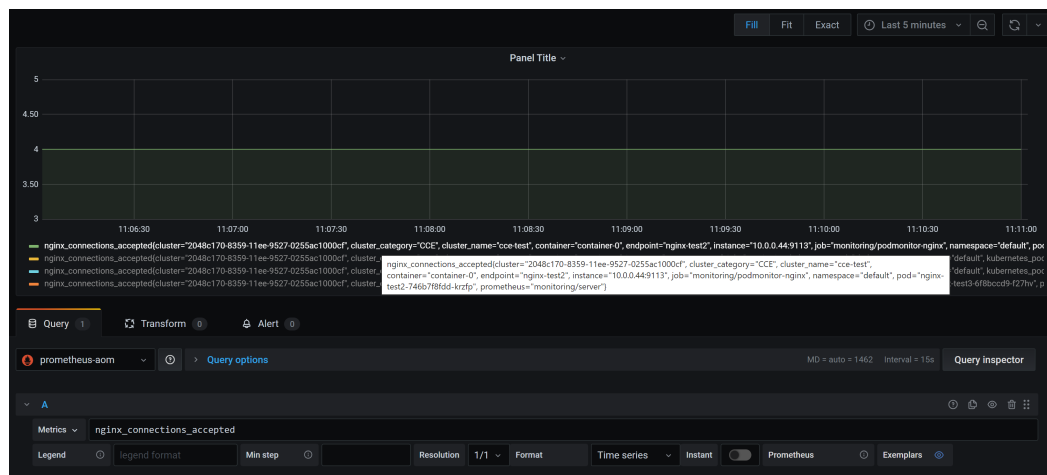 Fill Fit Exact Last 5 minutes
Panel Title
5
4.50
4
3.50
3
11:06:30 11:07:00 11:07:30 11:08:00 11:08:30 11:09:00 11:09:30 11:10:00 11:10:30 11:11:00
nginx_connections_accepted{cluster="2048c170-8359-11ee-9527-0255ac1000cf", cluster_category="CCE", cluster_name="cce-test", container="container-0", endpoint="nginx-test2", instance="10.0.0.44:9113", job="monitoring/podmonitor-nginx", namespace="default", poc
nginx_connections_accepted{cluster="2048c170-8359-11ee-9527-0255ac1000cf", cluster_ "default", kubernetes_poc
nginx_connections_accepted{cluster="2048c170-8359-11ee-9527-0255ac1000cf", cluster_ "default", kubernetes_poc
nginx_connections_accepted{cluster="2048c170-8359-11ee-9527-0255ac1000cf", cluster_ -test3-6f8bccd9-f27hv", p
nginx_connections_accepted{cluster="2048c170-8359-11ee-9527-0255ac1000cf", cluster_category="CCE", cluster_name="cce-test",
container="container-0", endpoint="nginx-test2", instance="10.0.0.44:9113", job="monitoring/podmonitor-nginx", namespace="default", pod="nginx-
test2-746b7f8fdd-krzfp", prometheus="monitoring/server"}
Query 1 Transform 0 Alert 0
prometheus-aom Query options MD = auto = 1462 Interval = 15s Query inspector
A
Metrics nginx_connections_accepted
Legend legend format Min step Resolution 1/1 Format Time series Instant Prometheus Exemplars